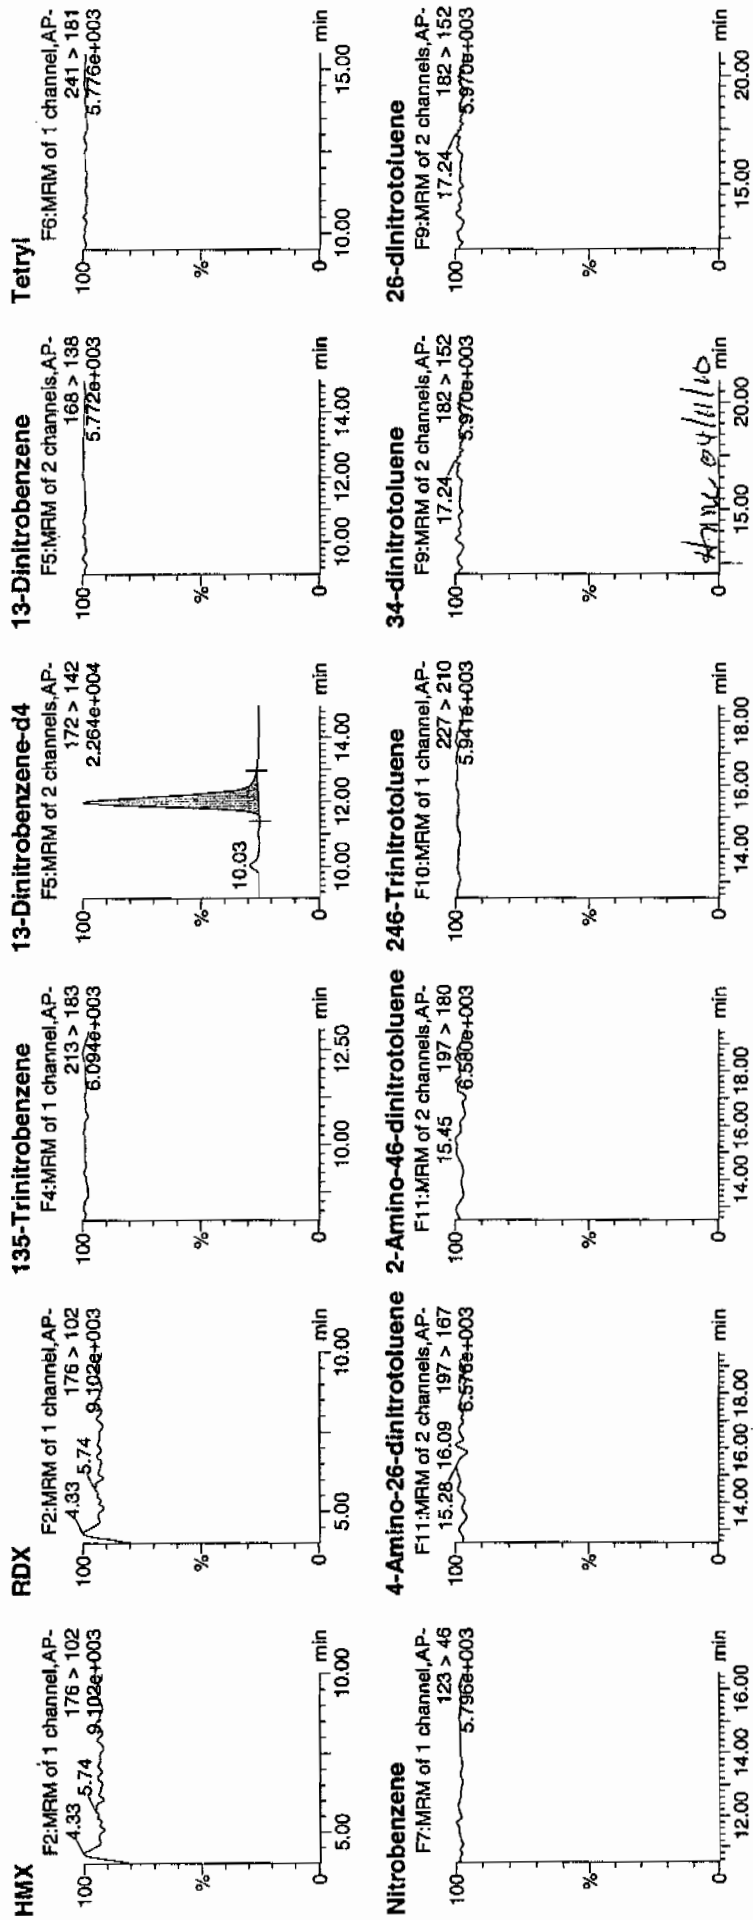 HMX
F2:MRM of 1 channel,AP-
176 > 102
9.102e+003
4.33
5.74
100
%
0
5.00
10.00
min
RDX
F2:MRM of 1 channel,AP-
176 > 102
9.102e+003
4.33
5.74
100
%
0
5.00
10.00
min
135-Trinitrobenzene
F4:MRM of 1 channel,AP-
213 > 183
6.094e+003
100
%
0
10.00
12.50
min
13-Dinitrobenzene-d4
F5:MRM of 2 channels,AP-
172 > 142
2.264e+004
10.03
100
%
0
10.00
12.00
14.00
min
13-Dinitrobenzene
F5:MRM of 2 channels,AP-
168 > 138
5.772e+003
100
%
0
10.00
12.00
14.00
min
Tetryl
F6:MRM of 1 channel,AP-
241 > 181
5.776e+003
100
%
0
10.00
15.00
min
Nitrobenzene
F7:MRM of 1 channel,AP-
123 > 46
5.796e+003
100
%
0
12.00
14.00
16.00
min
4-Amino-26-dinitrotoluene
F11:MRM of 2 channels,AP-
197 > 167
6.576e+003
15.28
16.09
100
%
0
14.00
16.00
18.00
min
2-Amino-46-dinitrotoluene
F11:MRM of 2 channels,AP-
197 > 180
6.580e+003
15.45
100
%
0
14.00
16.00
18.00
min
246-Trinitrotoluene
F10:MRM of 1 channel,AP-
227 > 210
5.941e+003
100
%
0
14.00
16.00
18.00
min
34-dinitrotoluene
F9:MRM of 2 channels,AP-
182 > 152
5.970e+003
17.24
100
%
0
15.00
20.00
min
04/11/10
26-dinitrotoluene
F9:MRM of 2 channels,AP-
182 > 152
5.970e+003
17.24
100
%
0
15.00
20.00
min